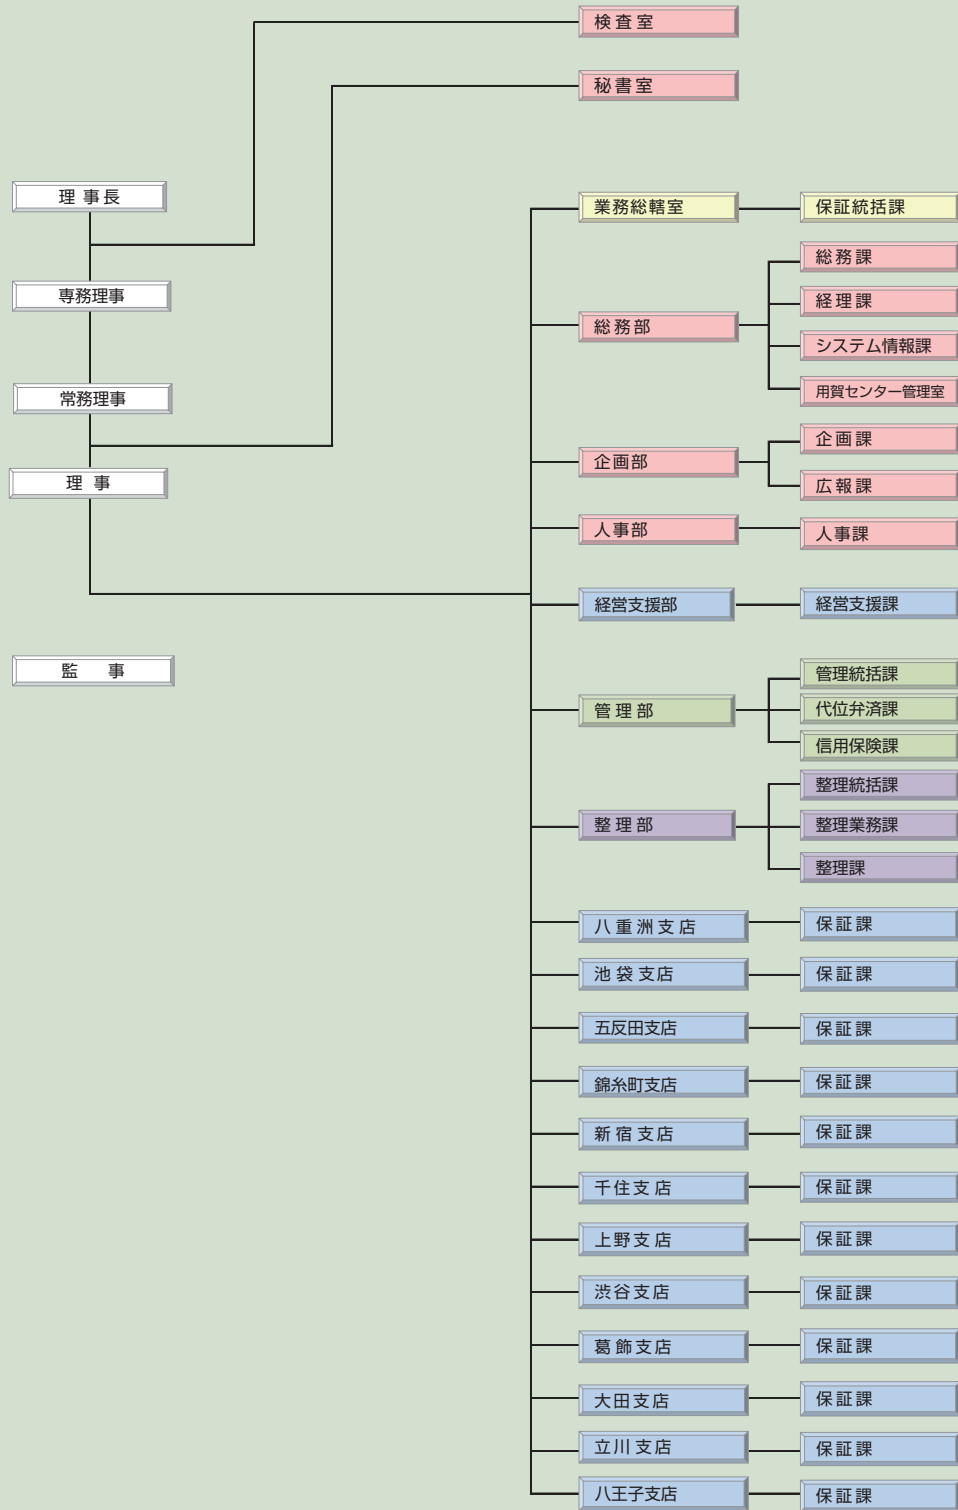 検査室
秘書室
理事長
専務理事
常務理事
理事
監事
業務総轄室
保証統括課
総務部
総務課
経理課
システム情報課
用賀センター管理室
企画部
企画課
広報課
人事部
人事課
経営支援部
経営支援課
管理部
管理統括課
代位弁済課
信用保険課
整理部
整理統括課
整理業務課
整理課
八重洲支店
保証課
池袋支店
保証課
五反田支店
保証課
錦糸町支店
保証課
新宿支店
保証課
千住支店
保証課
上野支店
保証課
渋谷支店
保証課
葛飾支店
保証課
大田支店
保証課
立川支店
保証課
八王子支店
保証課